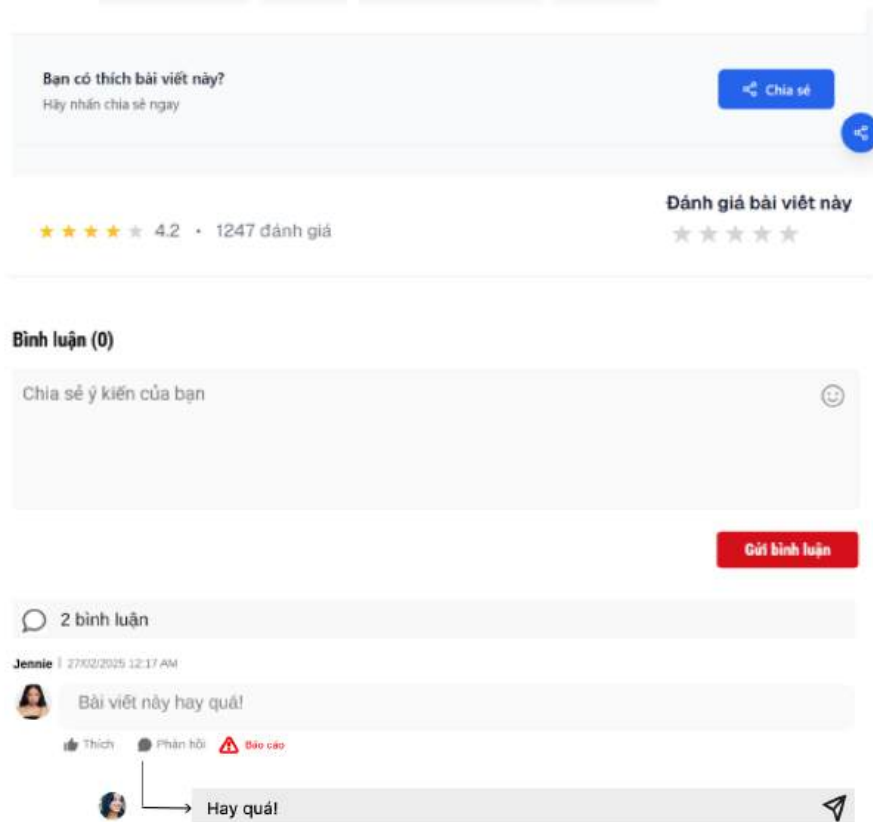 Bạn có thích bài viết này?
Hãy nhấn chia sẻ ngay
Chia sẻ
4.2 • 1247 đánh giá
Đánh giá bài viết này
Bình luận (0)
Chia sẻ ý kiến của bạn
Gửi bình luận
2 bình luận
Jennie | 27/02/2025 12:17 AM
Bài viết này hay quá!
Thích Phản hồi Báo cáo
Hay quá!